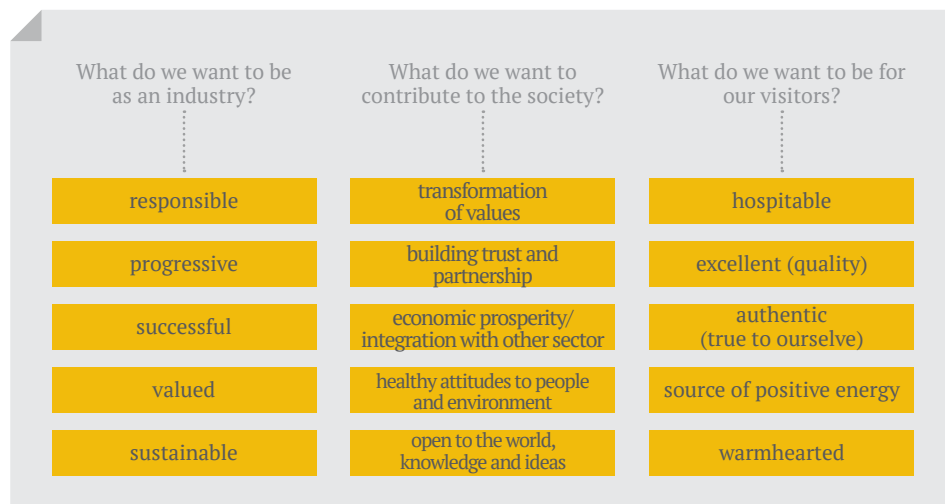 What do we want to be
as an industry?
responsible
progressive
successful
valued
sustainable
What do we want to
contribute to the society?
transformation
of values
building trust and
partnership
economic prosperity/
integration with other sector
healthy attitudes to people
and environment
open to the world,
knowledge and ideas
What do we want to be for
our visitors?
hospitable
excellent (quality)
authentic
(true to ourselve)
source of positive energy
warmhearted